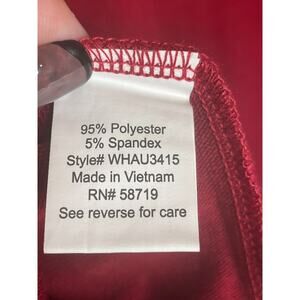 95% Polyester
5% Spandex
Style# WHAU3415
Made in Vietnam
RN# 58719
See reverse for care